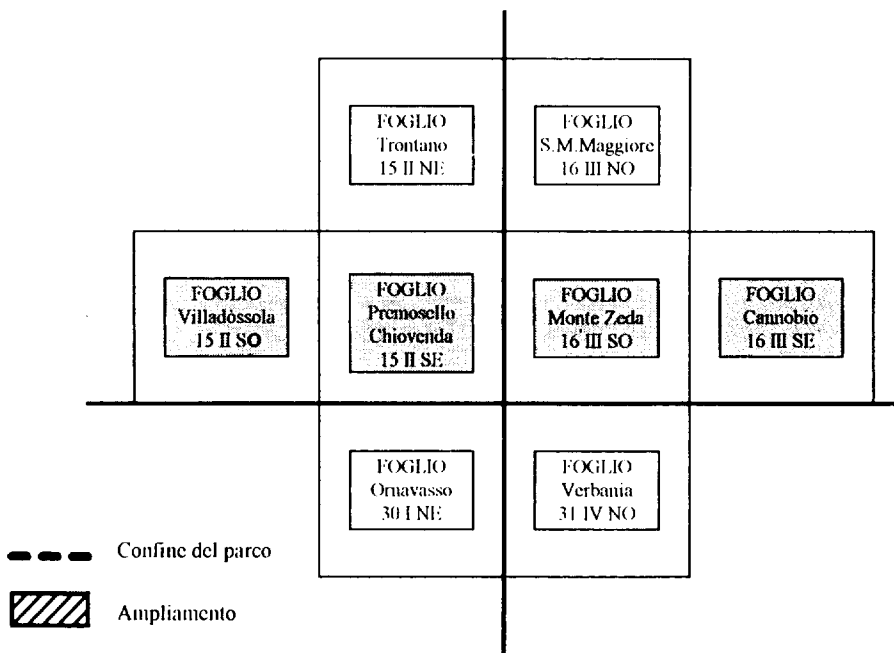 FOGLIO
Trontano
15 II NE
FOGLIO
S.M.Maggiore
16 III NO
FOGLIO
Villadossola
15 II SO
FOGLIO
Premosello
Chiovenda
15 II SE
FOGLIO
Monte Zeda
16 III SO
FOGLIO
Cannobio
16 III SE
FOGLIO
Ornavasso
30 I NE
FOGLIO
Verbania
31 IV NO
Confine del parco
Ampliamento